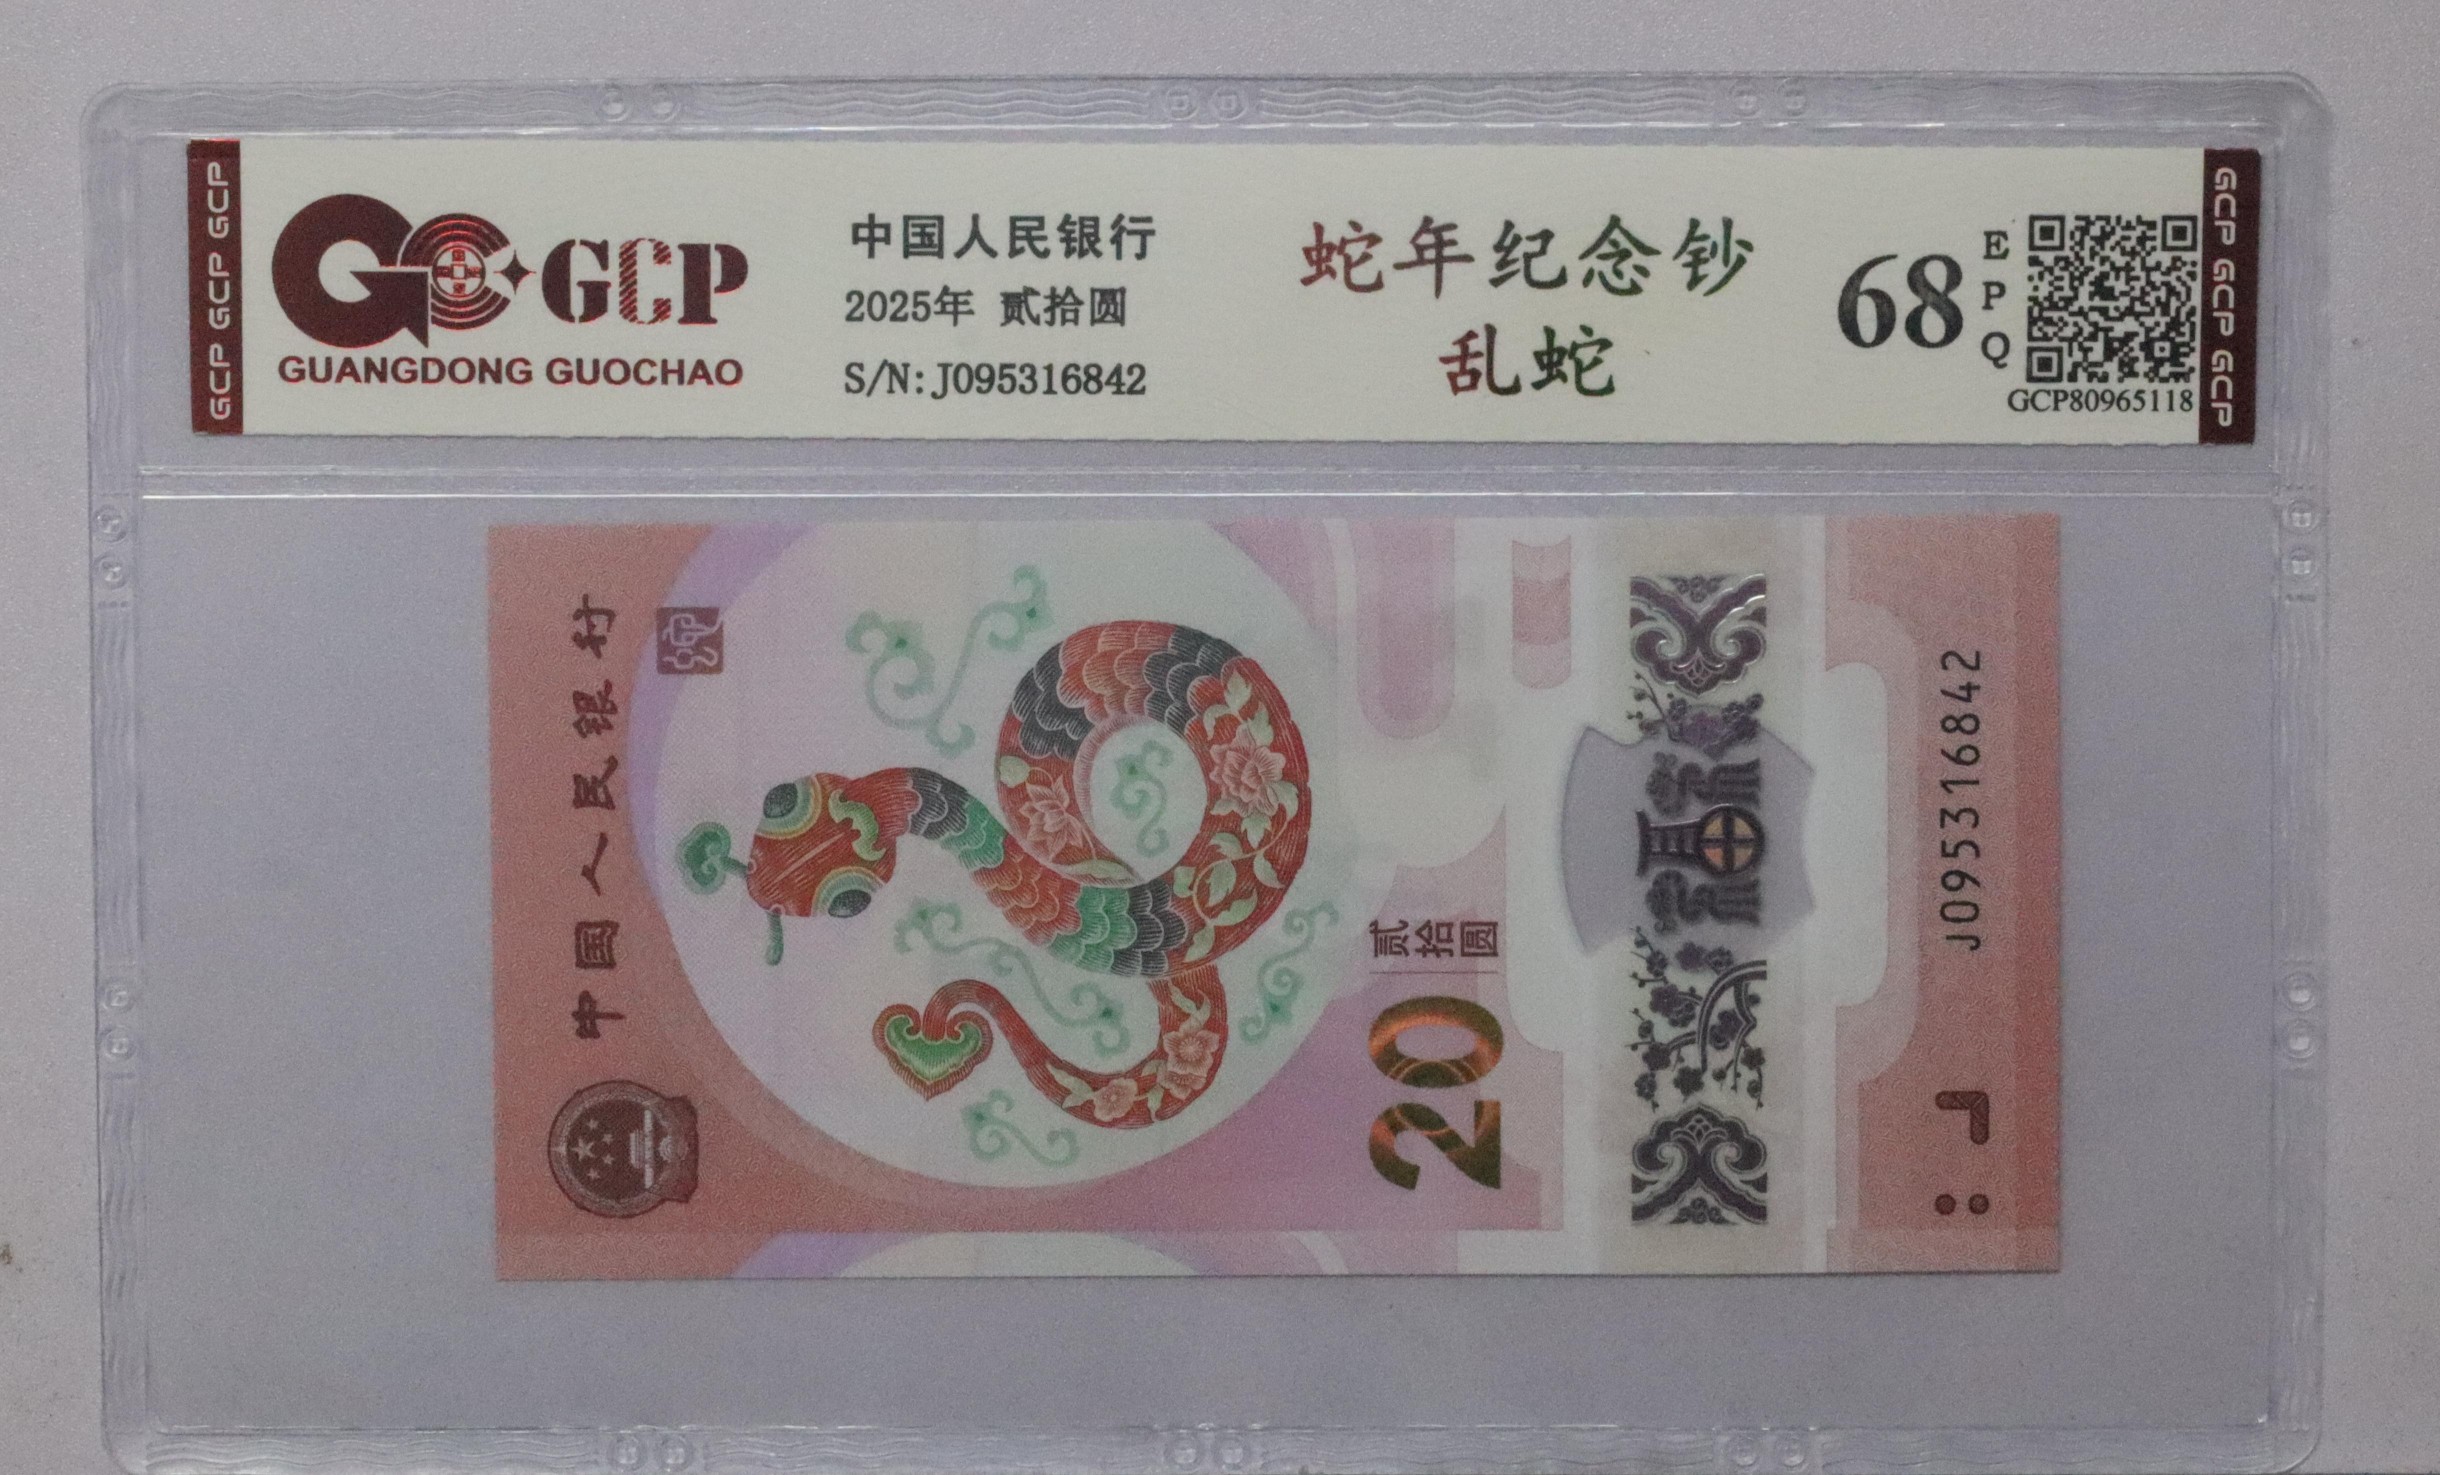 GCP GCP GCP
GCP
GUANGDONG GUOCHAO
中国人民银行
2025年 贰拾圆
S/N:J095316842
蛇年纪念钞
乱蛇
68
EPQ
GCP80965118
GCP GCP GCP
中国人民银行
20
贰拾圆
福
J095316842